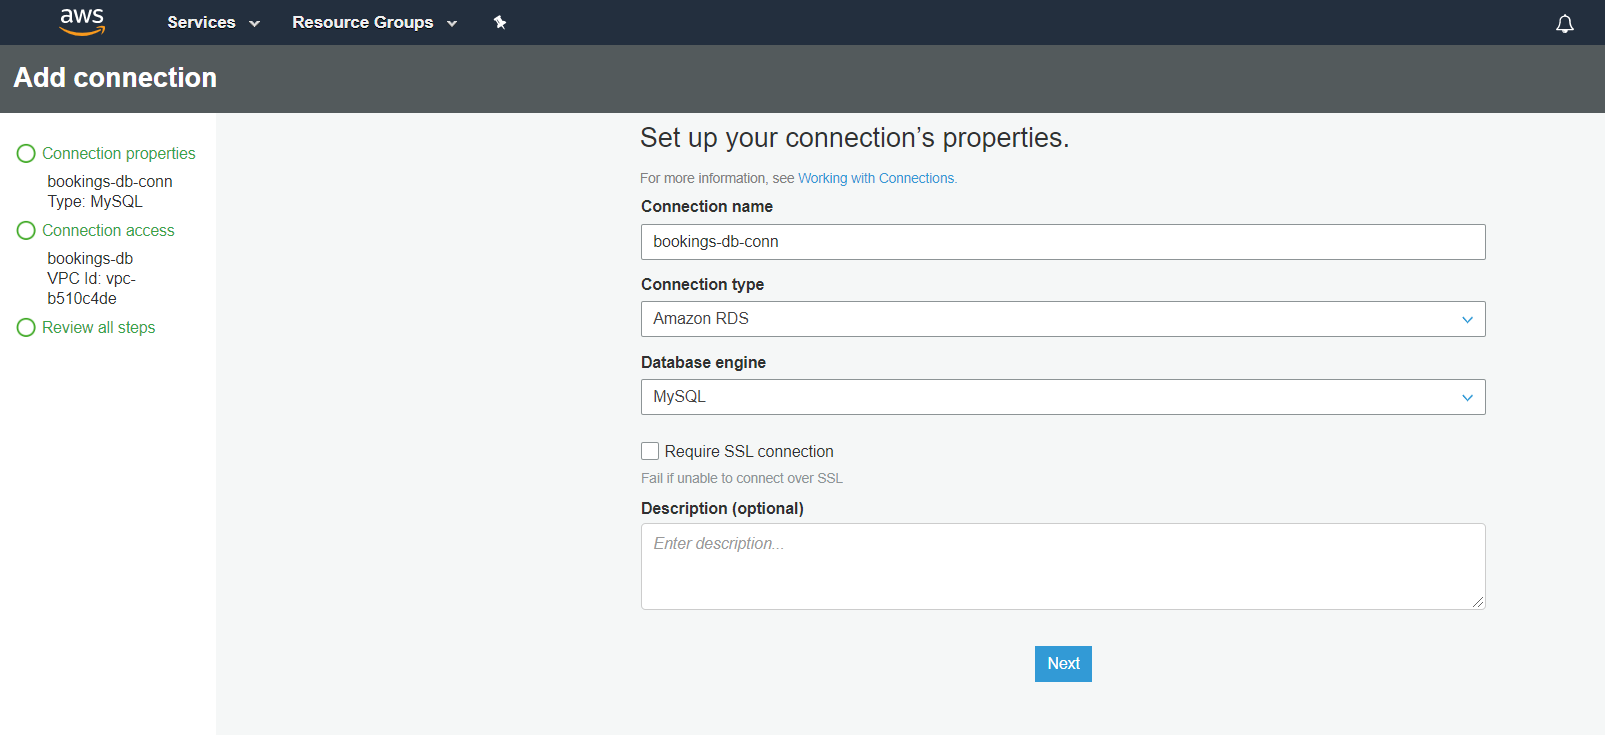 aws Services Resource Groups
Add connection
Connection properties
bookings-db-conn
Type: MySQL
Connection access
bookings-db
VPC Id: vpc-
b510c4de
Review all steps
Set up your connection’s properties.
For more information, see Working with Connections.
Connection name
bookings-db-conn
Connection type
Amazon RDS
Database engine
MySQL
Require SSL connection
Fail if unable to connect over SSL
Description (optional)
Enter description...
Next